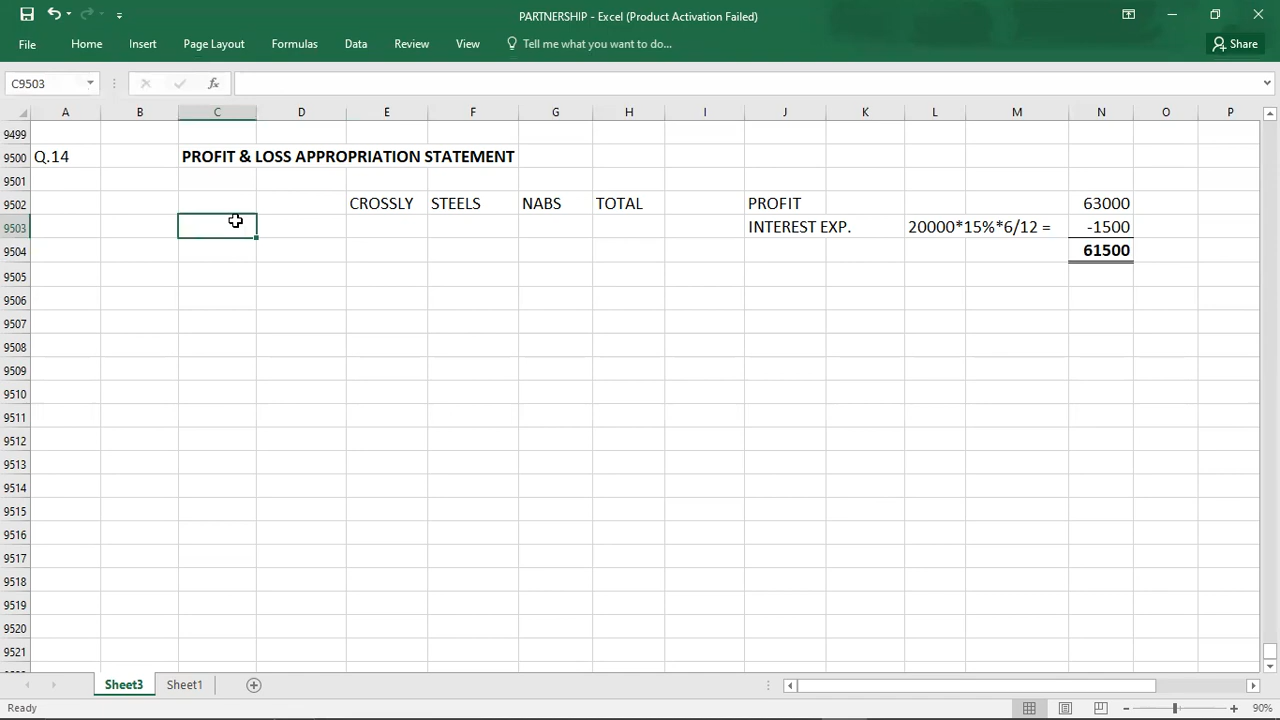 PARTNERSHIP - Excel (Product Activation Failed)
File Home Insert Page Layout Formulas Data Review View Tell me what you want to do... Share
C9503 fx
A B C D E F G H I J K L M N O P
9499
9500 Q.14 PROFIT & LOSS APPROPRIATION STATEMENT
9501
9502 CROSSLY STEELS NABS TOTAL PROFIT 63000
9503 INTEREST EXP. 20000*15%*6/12 = -1500
9504 61500
9505
9506
9507
9508
9509
9510
9511
9512
9513
9514
9515
9516
9517
9518
9519
9520
9521
Sheet3 Sheet1
Ready 90%